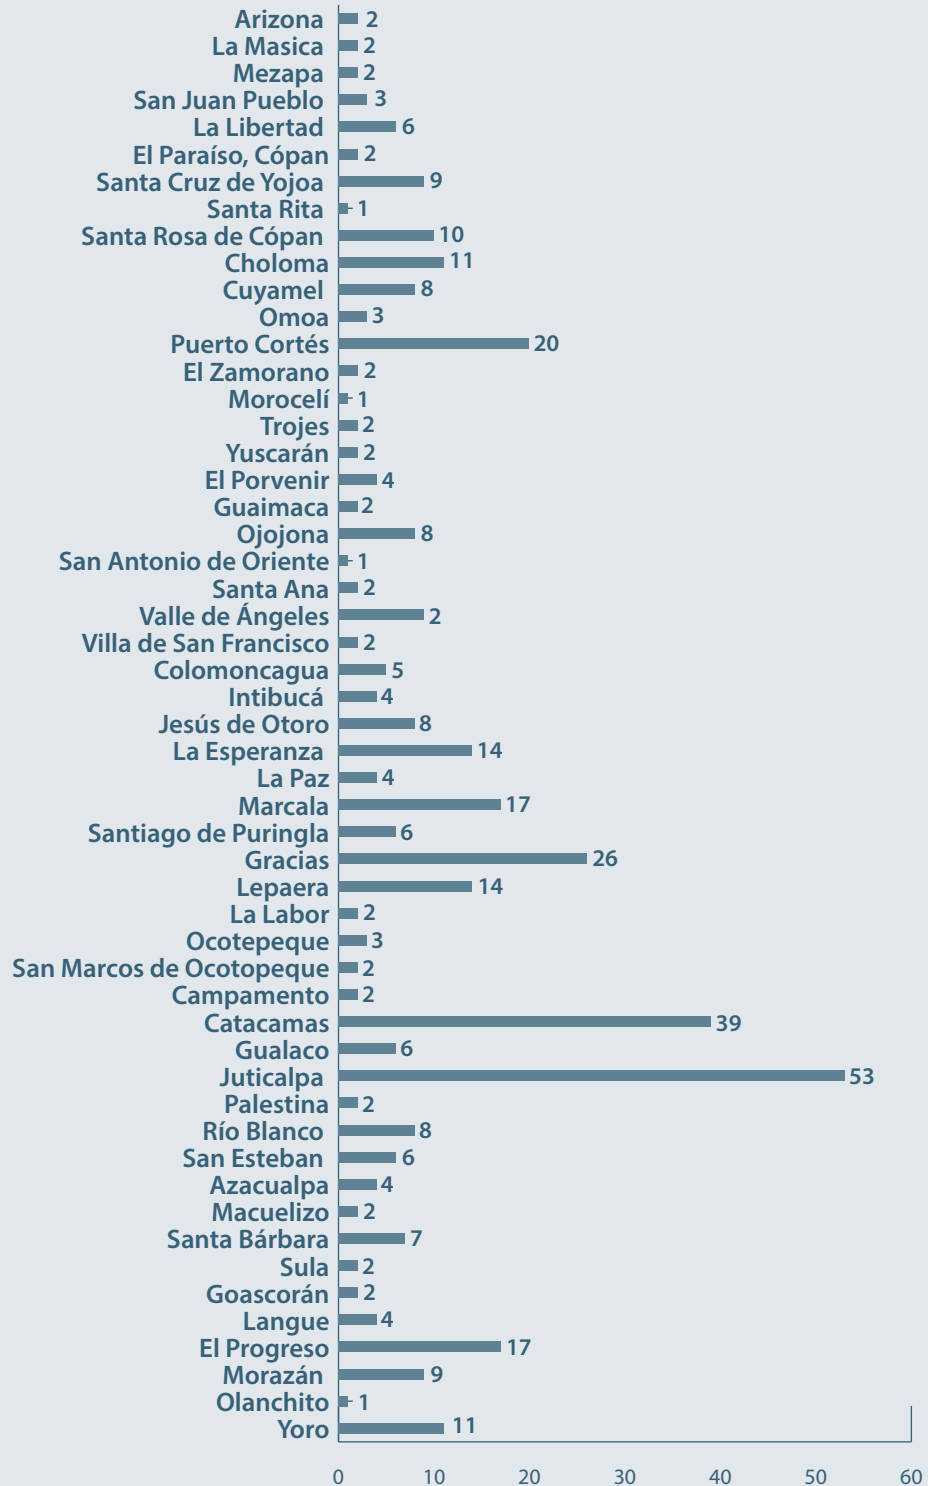 Arizona 2
La Masica 2
Mezapa 2
San Juan Pueblo 3
La Libertad 6
El Paraíso, Cópan 2
Santa Cruz de Yojoa 9
Santa Rita 1
Santa Rosa de Cópan 10
Choloma 11
Cuyamel 8
Omoa 3
Puerto Cortés 20
El Zamorano 2
Morocelí 1
Trojes 2
Yuscarán 2
El Porvenir 4
Guaimaca 2
Ojojona 8
San Antonio de Oriente 1
Santa Ana 2
Valle de Ángeles 2
Villa de San Francisco 2
Colomoncagua 5
Intibucá 4
Jesús de Otoro 8
La Esperanza 14
La Paz 4
Marcala 17
Santiago de Puringla 6
Gracias 26
Lepaera 14
La Labor 2
Ocotepeque 3
San Marcos de Ocotopeque 2
Campamento 2
Catacamas 39
Gualaco 6
Juticalpa 53
Palestina 2
Río Blanco 8
San Esteban 6
Azacualpa 4
Macuelizo 2
Santa Bárbara 7
Sula 2
Goascorán 2
Langue 4
El Progreso 17
Morazán 9
Olanchito 1
Yoro 11
0 10 20 30 40 50 60